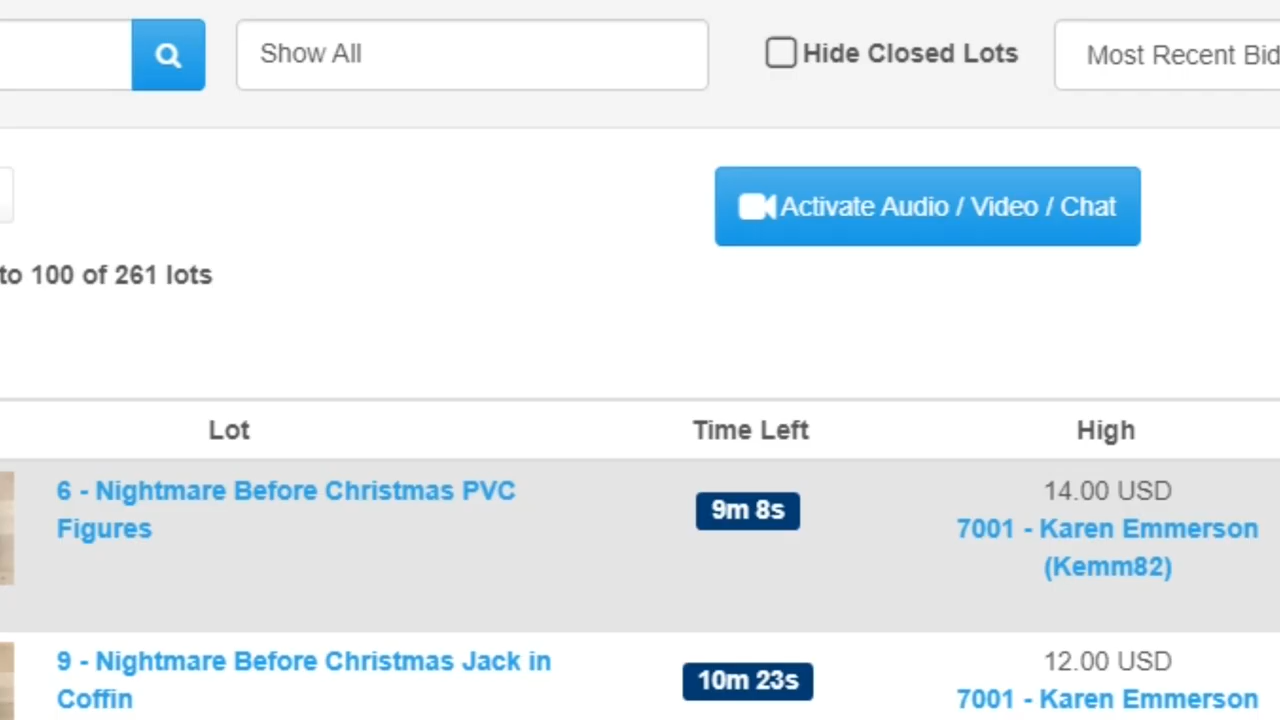 Show All
Hide Closed Lots
Most Recent Bid
Activate Audio / Video / Chat
to 100 of 261 lots
Lot Time Left High
6 - Nightmare Before Christmas PVC
Figures
9m 8s
14.00 USD
7001 - Karen Emmerson
(Kemm82)
9 - Nightmare Before Christmas Jack in
Coffin
10m 23s
12.00 USD
7001 - Karen Emmerson